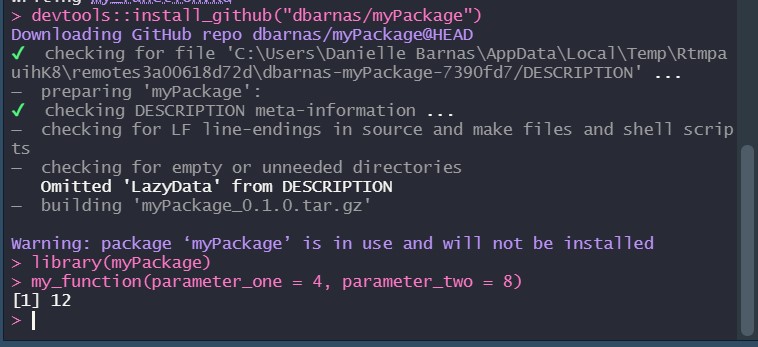 > devtools::install_github("dbarnas/myPackage")
Downloading GitHub repo dbarnas/myPackage@HEAD
✔  checking for file 'C:\Users\Danielle Barnas\AppData\Local\Temp\Rtmpa
uihK8\remotes3a00618d72d\dbarnas-myPackage-7390fd7/DESCRIPTION' ...
─  preparing 'myPackage':
✔  checking DESCRIPTION meta-information ...
─  checking for LF line-endings in source and make files and shell scrip
ts
─  checking for empty or unneeded directories
   Omitted 'LazyData' from DESCRIPTION
─  building 'myPackage_0.1.0.tar.gz'

Warning: package ‘myPackage’ is in use and will not be installed
> library(myPackage)
> my_function(parameter_one = 4, parameter_two = 8)
[1] 12
>